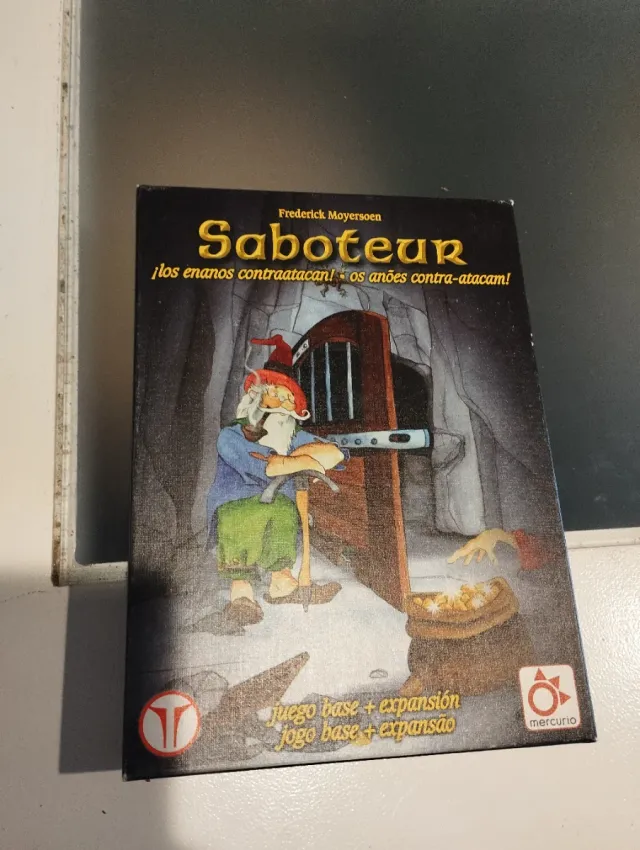 Frederick Moyersoen
Saboteur
¡los enanos contraatacan! • os anões contra-atacam!
juego base + expansión
jogo base + expansão
mercurio